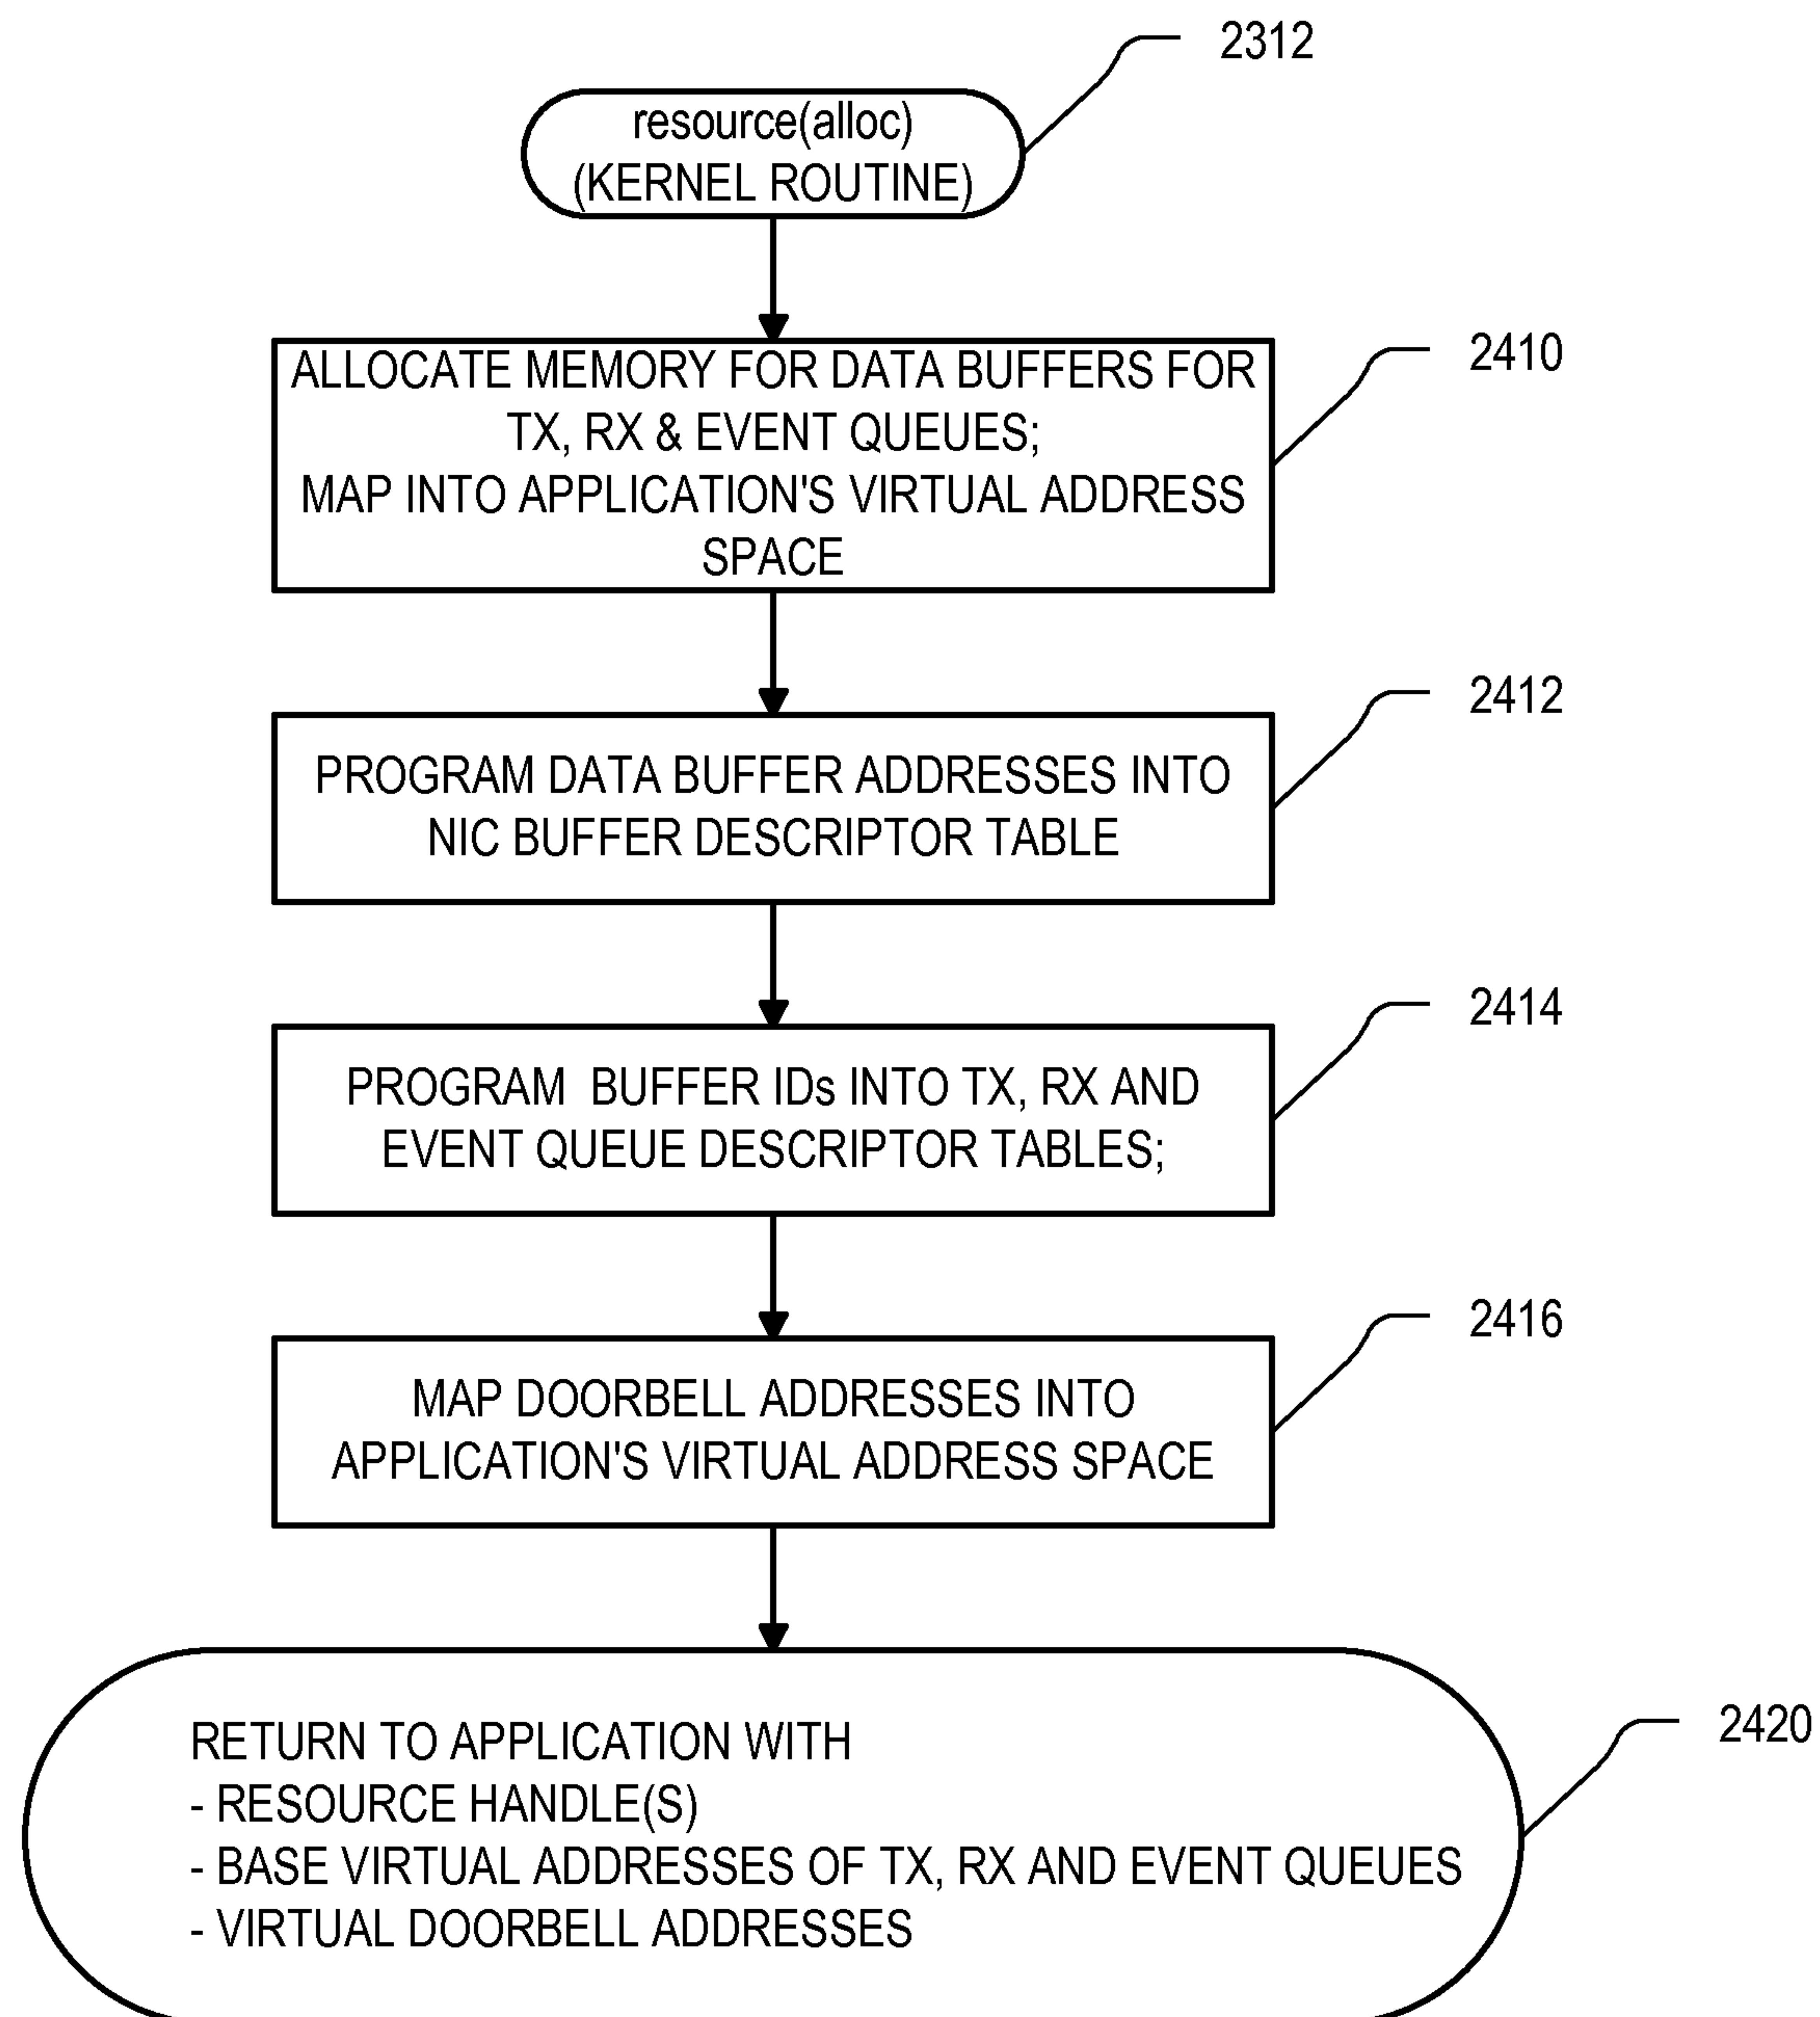 2312
resource(alloc)
(KERNEL ROUTINE)
2410
ALLOCATE MEMORY FOR DATA BUFFERS FOR
TX, RX & EVENT QUEUES;
MAP INTO APPLICATION'S VIRTUAL ADDRESS
SPACE
2412
PROGRAM DATA BUFFER ADDRESSES INTO
NIC BUFFER DESCRIPTOR TABLE
2414
PROGRAM BUFFER IDs INTO TX, RX AND
EVENT QUEUE DESCRIPTOR TABLES;
2416
MAP DOORBELL ADDRESSES INTO
APPLICATION'S VIRTUAL ADDRESS SPACE
2420
RETURN TO APPLICATION WITH
- RESOURCE HANDLE(S)
- BASE VIRTUAL ADDRESSES OF TX, RX AND EVENT QUEUES
- VIRTUAL DOORBELL ADDRESSES